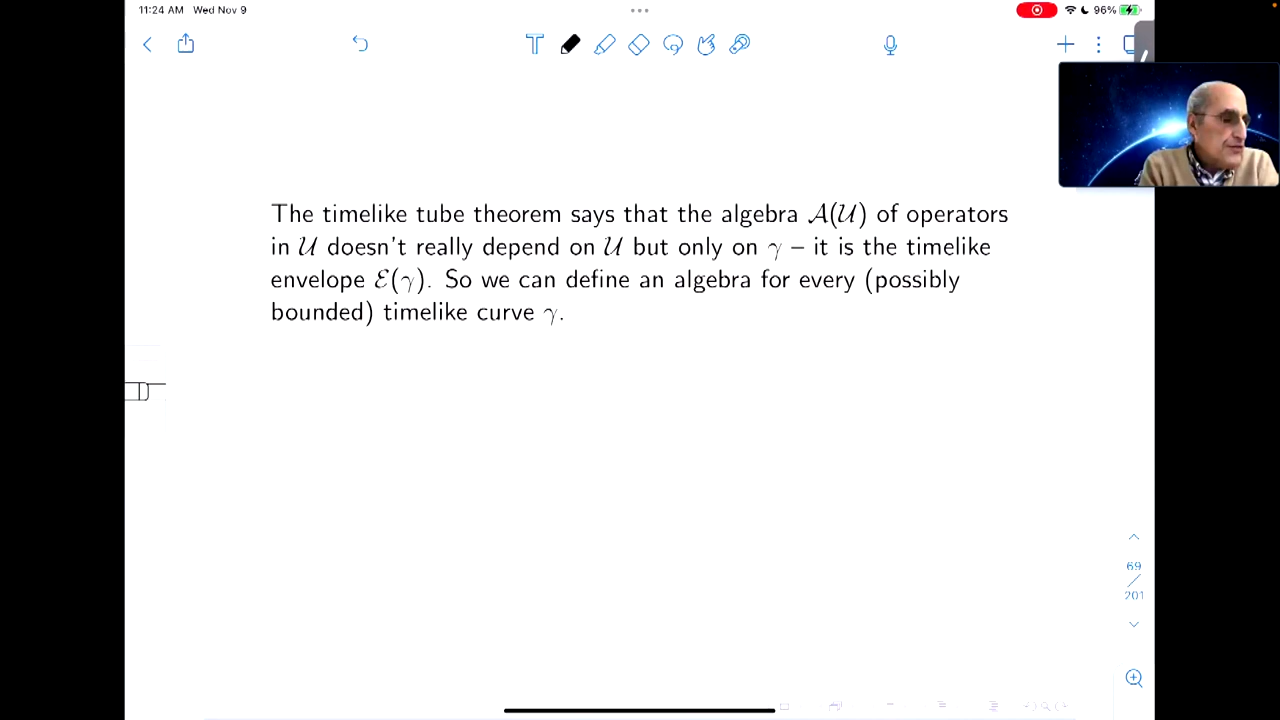 11:24 AM Wed Nov 9
96%
The timelike tube theorem says that the algebra 𝒜(𝒰) of operators
in 𝒰 doesn't really depend on 𝒰 but only on γ – it is the timelike
envelope ℰ(γ). So we can define an algebra for every (possibly
bounded) timelike curve γ.
69
/
201